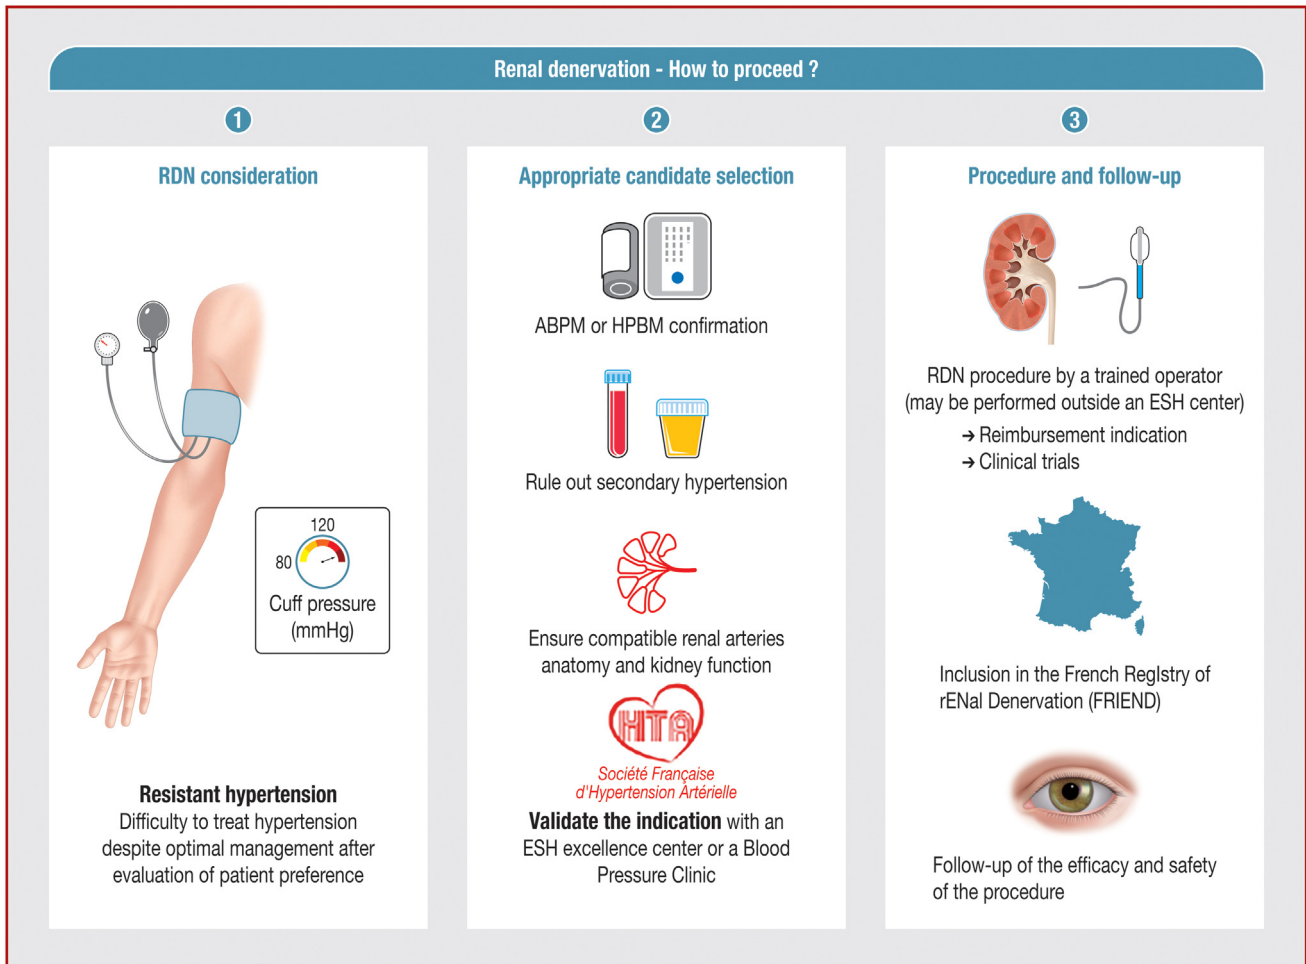 Renal denervation - How to proceed ?
1
RDN consideration
120
80
Cuff pressure
(mmHg)
Resistant hypertension
Difficulty to treat hypertension
despite optimal management after
evaluation of patient preference
2
Appropriate candidate selection
ABPM or HPBM confirmation
Rule out secondary hypertension
Ensure compatible renal arteries
anatomy and kidney function
HTA
Société Française
d'Hypertension Artérielle
Validate the indication with an
ESH excellence center or a Blood
Pressure Clinic
3
Procedure and follow-up
RDN procedure by a trained operator
(may be performed outside an ESH center)
→ Reimbursement indication
→ Clinical trials
Inclusion in the French RegIstry of
rENal Denervation (FRIEND)
Follow-up of the efficacy and safety
of the procedure